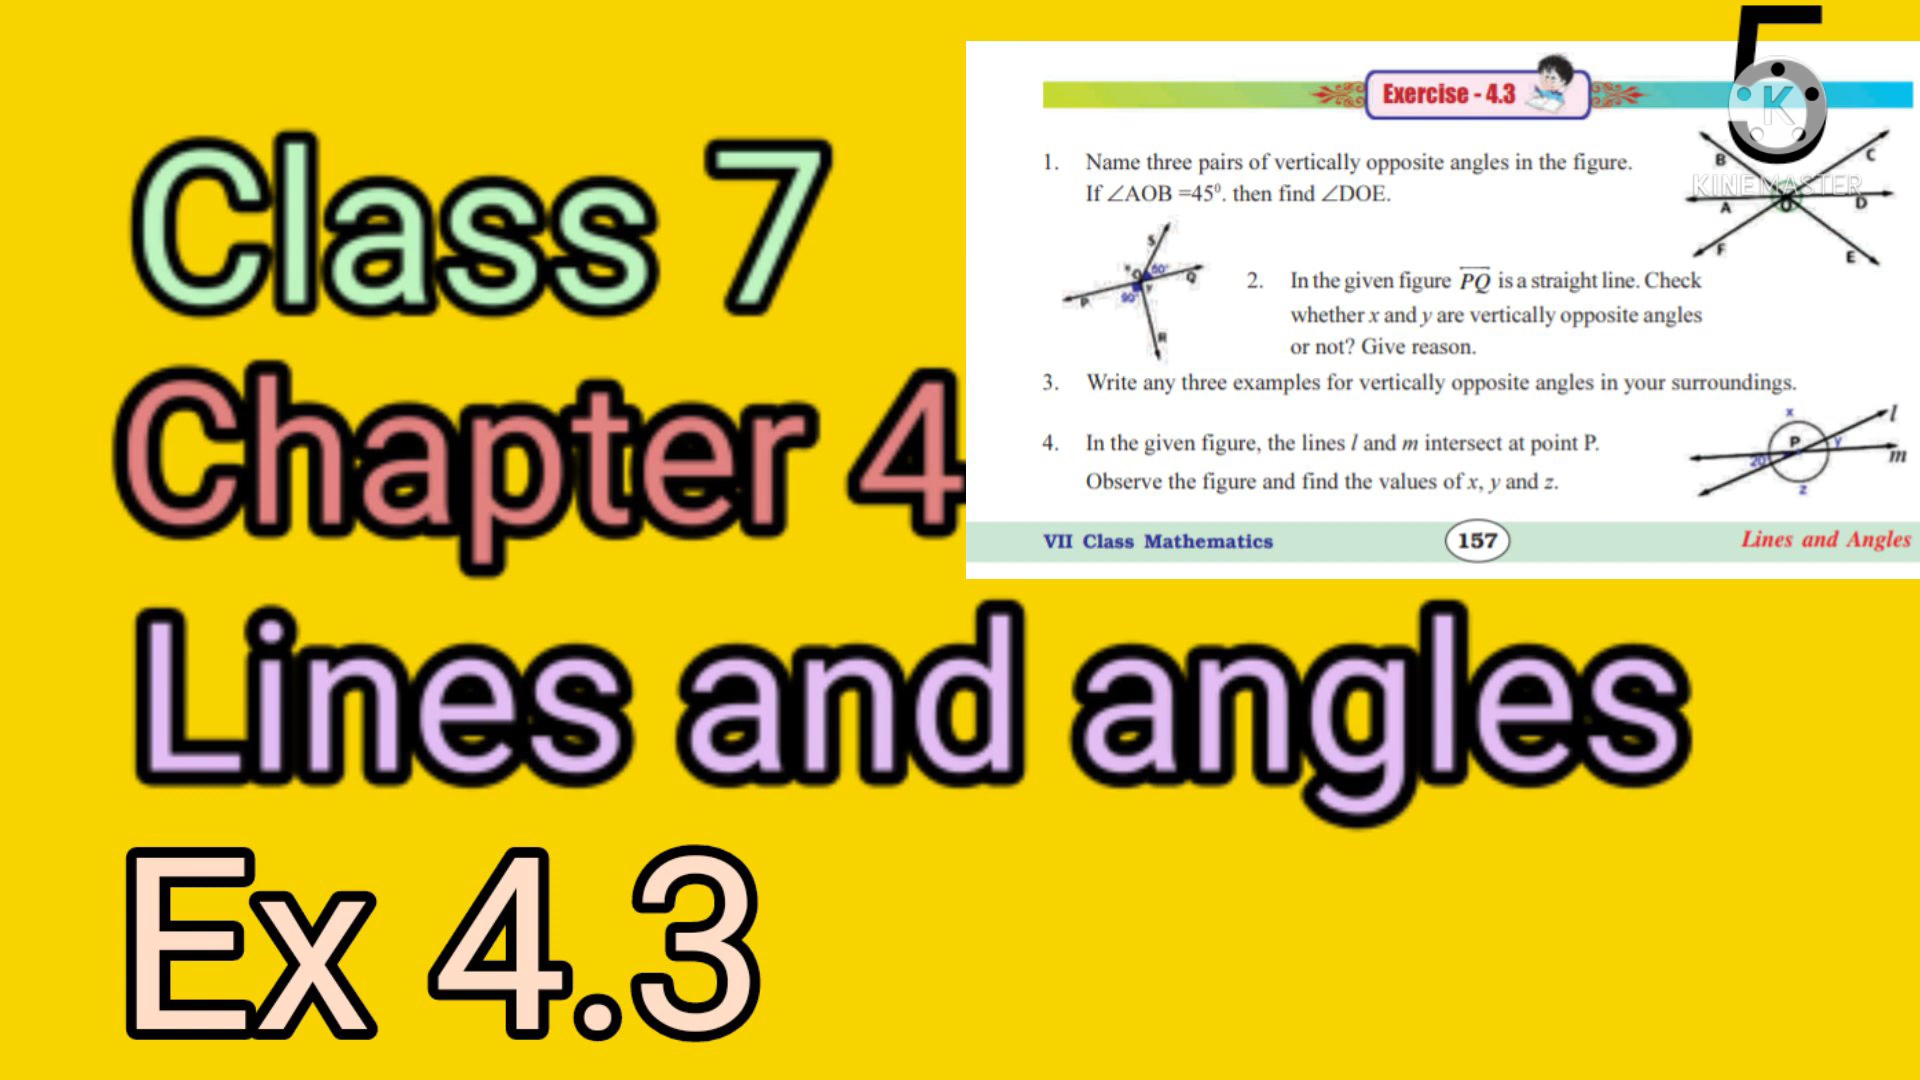 Class 7
Chapter 4
Lines and angles
Ex 4.3
5
K
KINEMASTER
Exercise - 4.3
1. Name three pairs of vertically opposite angles in the figure.
If ∠AOB =45⁰. then find ∠DOE.
B
C
A
O
D
F
E
S
O
Q
P
y
90°
R
2. In the given figure PQ is a straight line. Check
whether x and y are vertically opposite angles
or not? Give reason.
3. Write any three examples for vertically opposite angles in your surroundings.
4. In the given figure, the lines l and m intersect at point P.
Observe the figure and find the values of x, y and z.
x
l
P
y
m
20°
z
VII Class Mathematics
157
Lines and Angles